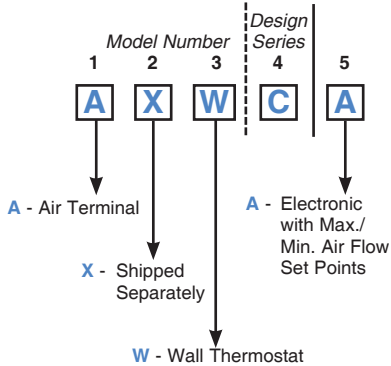 Design
Model Number Series
1 2 3 4 5
A X W C A
A - Air Terminal
A - Electronic
with Max./
Min. Air Flow
Set Points
X - Shipped
Separately
W - Wall Thermostat